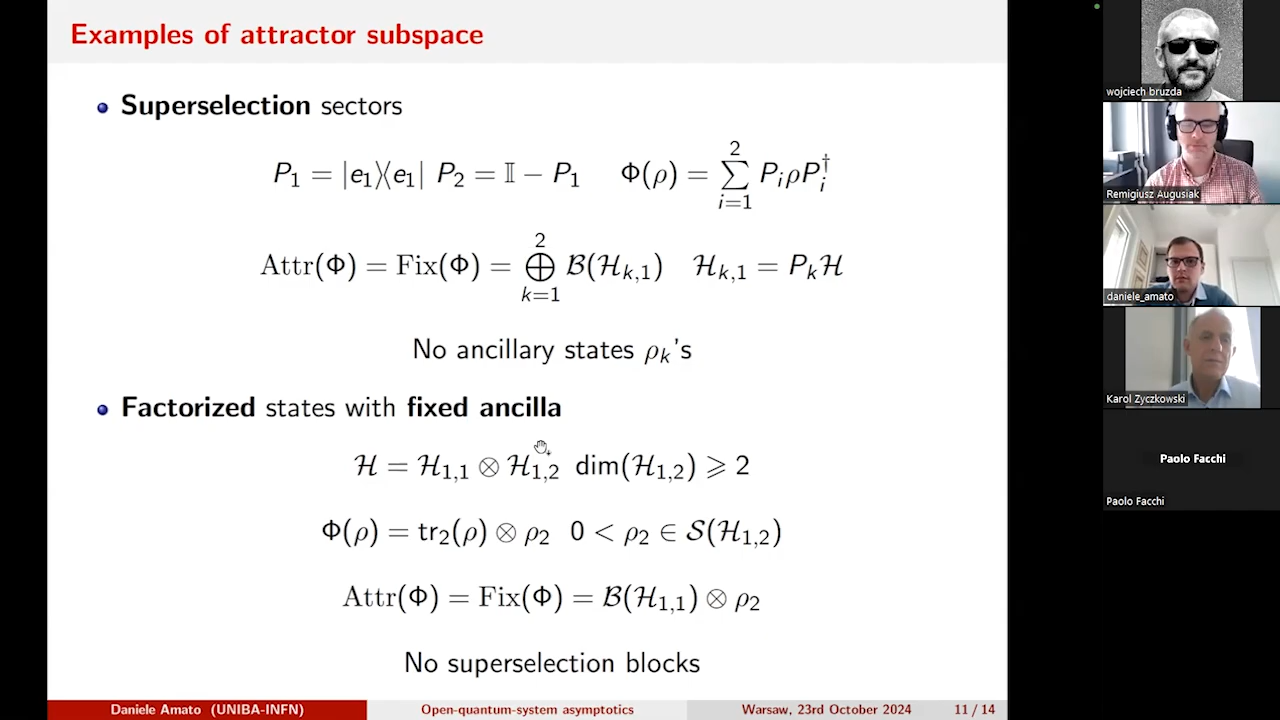 Examples of attractor subspace
Superselection sectors
P₁ = |e₁⟩⟨e₁| P₂ = 𝕀 − P₁ Φ(ρ) = ∑_{i=1}^{2} P_i ρ P_i^†
Attr(Φ) = Fix(Φ) = ⨁_{k=1}^{2} ℬ(ℋ_{k,1}) ℋ_{k,1} = P_k ℋ
No ancillary states ρ_k's
Factorized states with fixed ancilla
ℋ = ℋ_{1,1} ⊗ ℋ_{1,2} dim(ℋ_{1,2}) ⩾ 2
Φ(ρ) = tr₂(ρ) ⊗ ρ₂ 0 < ρ₂ ∈ 𝒮(ℋ_{1,2})
Attr(Φ) = Fix(Φ) = ℬ(ℋ_{1,1}) ⊗ ρ₂
No superselection blocks
Daniele Amato (UNIBA-INFN) Open-quantum-system asymptotics Warsaw, 23rd October 2024 11 / 14
wojciech bruzda
Remigiusz Augusiak
daniele_amato
Karol Zyczkowski
Paolo Facchi
Paolo Facchi